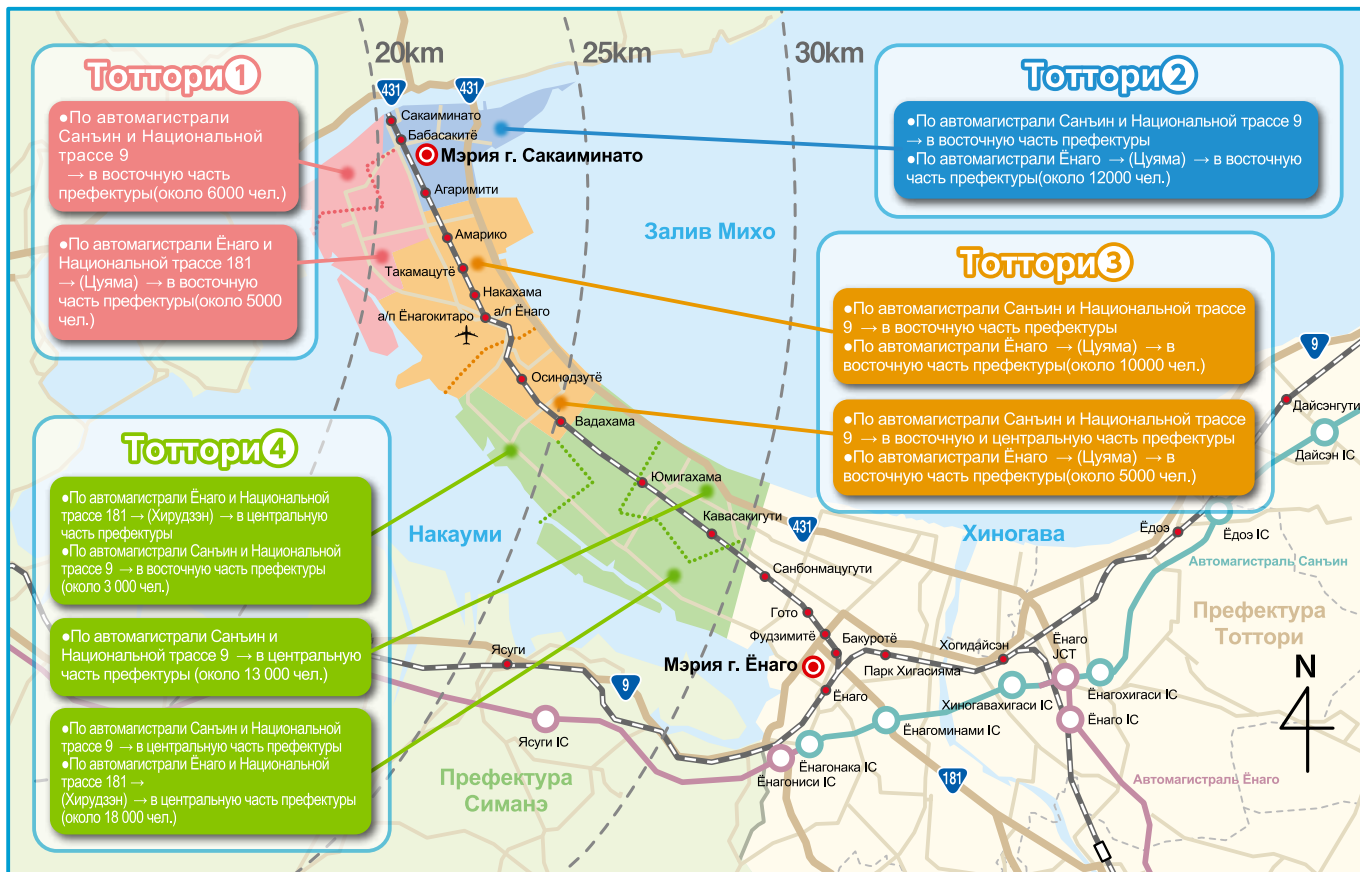 20km
25km
30km
Тоттори1
●По автомагистрали
Санъин и Национальной
трассе 9
→ в восточную часть
префектуры(около 6000 чел.)
●По автомагистрали Ёнаго и
Национальной трассе 181
→ (Цуяма) → в восточную
часть префектуры(около 5000
чел.)
Тоттори2
●По автомагистрали Санъин и Национальной трассе 9
→ в восточную часть префектуры
●По автомагистрали Ёнаго → (Цуяма) → в восточную
часть префектуры(около 12000 чел.)
Тоттори3
●По автомагистрали Санъин и Национальной трассе
9 → в восточную часть префектуры
●По автомагистрали Ёнаго → (Цуяма) → в
восточную часть префектуры(около 10000 чел.)
●По автомагистрали Санъин и Национальной трассе
9 → в восточную и центральную часть префектуры
●По автомагистрали Ёнаго → (Цуяма) → в
восточную часть префектуры(около 5000 чел.)
Тоттори4
●По автомагистрали Ёнаго и Национальной
трассе 181 → (Хирудзэн) → в центральную
часть префектуры
●По автомагистрали Санъин и Национальной
трассе 9 → в восточную часть префектуры
(около 3 000 чел.)
●По автомагистрали Санъин и
Национальной трассе 9 → в центральную
часть префектуры (около 13 000 чел.)
●По автомагистрали Санъин и Национальной
трассе 9 → в центральную часть префектуры
●По автомагистрали Ёнаго и Национальной
трассе 181 →
(Хирудзэн) → в центральную часть префектуры
(около 18 000 чел.)
431
431
Сакаиминато
Бабасакитё
Мэрия г. Сакаиминато
Агаримити
Амарико
Такамацутё
Накахама
а/п Ёнагокитаро
а/п Ёнаго
Осинодзутё
Вадахама
Юмигахама
Кавасакигути
431
Санбонмацугути
Гото
Фудзимитё
Бакуротё
Мэрия г. Ёнаго
Парк Хигасияма
Ёнаго
Хогидайсэн
Ёнаго
JCT
Ёнагохигаси IC
Хиногавахигаси IC
Ёнаго IC
Ёнагоминами IC
Ёнагонака IC
Ёнагониси IC
Ясуги
9
Ясуги IC
181
Залив Михо
Накауми
Хиногава
9
Дайсэнгути
Дайсэн IC
Ёдоэ
Ёдоэ IC
Автомагистраль Санъин
Префектура
Тоттори
N
Автомагистраль Ёнаго
Префектура
Симанэ